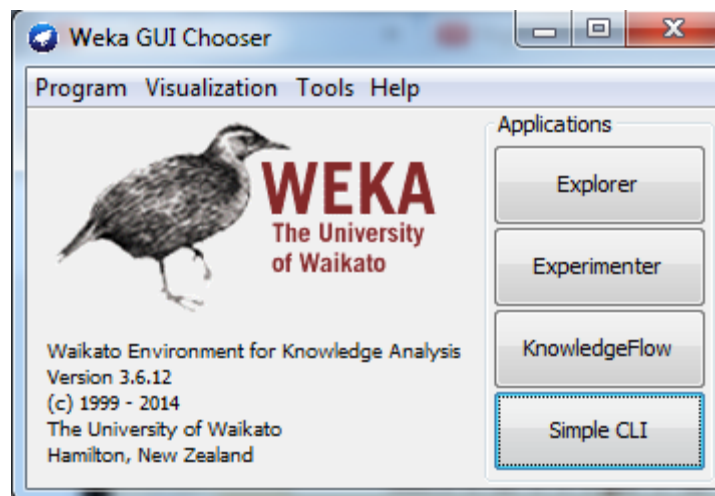 Weka GUI Chooser
Program Visualization Tools Help
WEKA
The University
of Waikato
Waikato Environment for Knowledge Analysis
Version 3.6.12
(c) 1999 - 2014
The University of Waikato
Hamilton, New Zealand
Applications
Explorer
Experimenter
KnowledgeFlow
Simple CLI